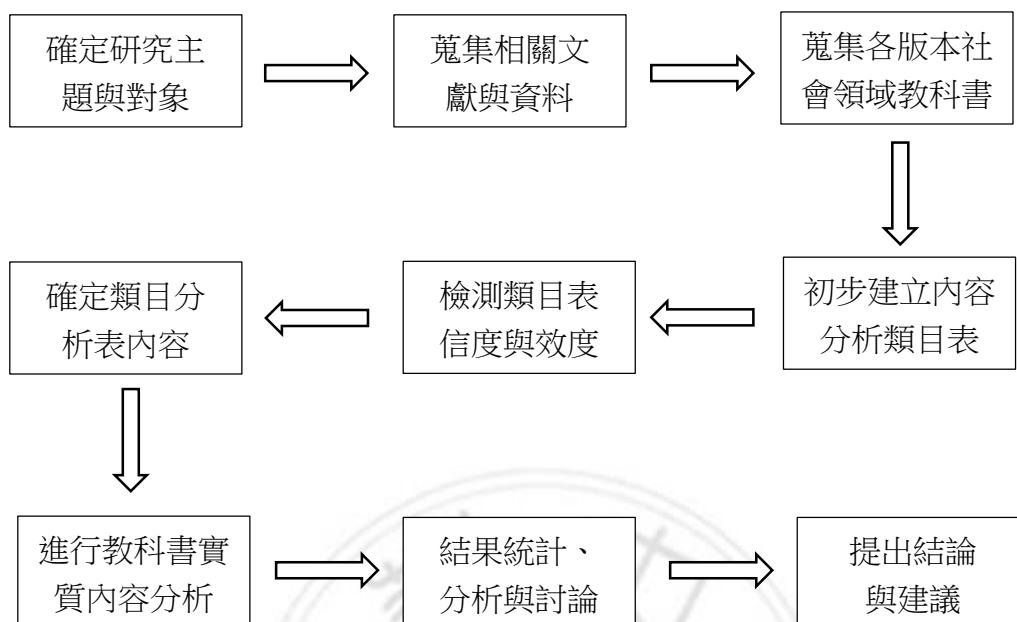 確定研究主
題與對象
蒐集相關文
獻與資料
蒐集各版本社
會領域教科書
初步建立內容
分析類目表
檢測類目表
信度與效度
確定類目分
析表內容
進行教科書實
質內容分析
結果統計、
分析與討論
提出結論
與建議